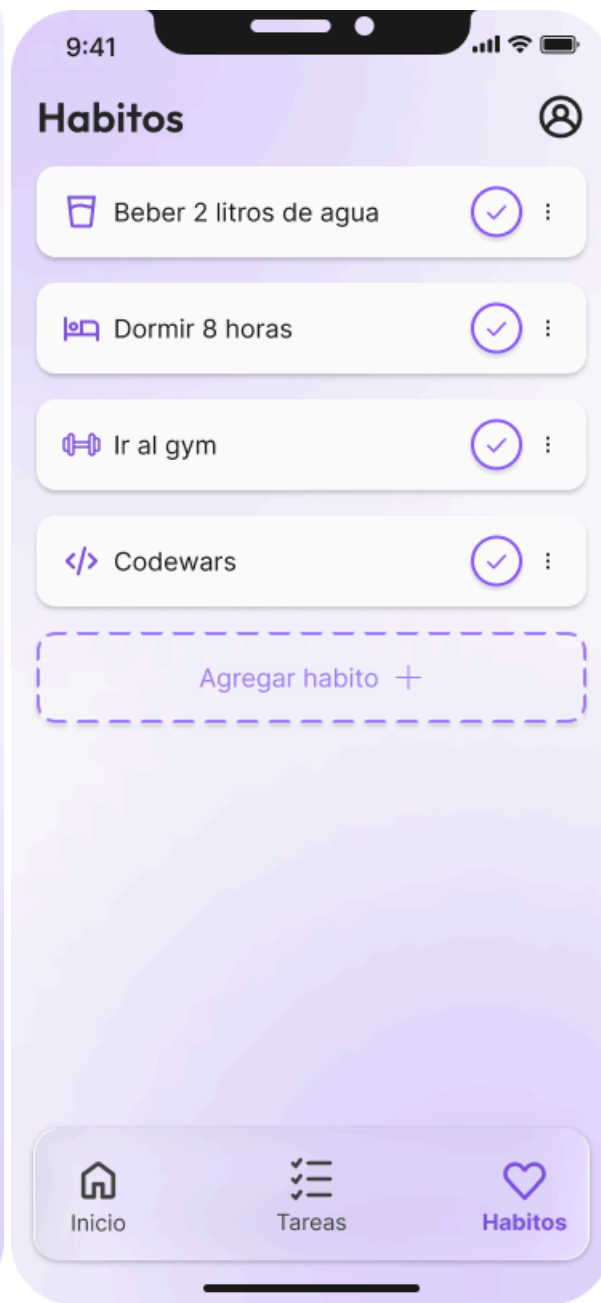 9:41
Habitos
Beber 2 litros de agua
Dormir 8 horas
Ir al gym
Codewars
Agregar habito +
Inicio
Tareas
Habitos